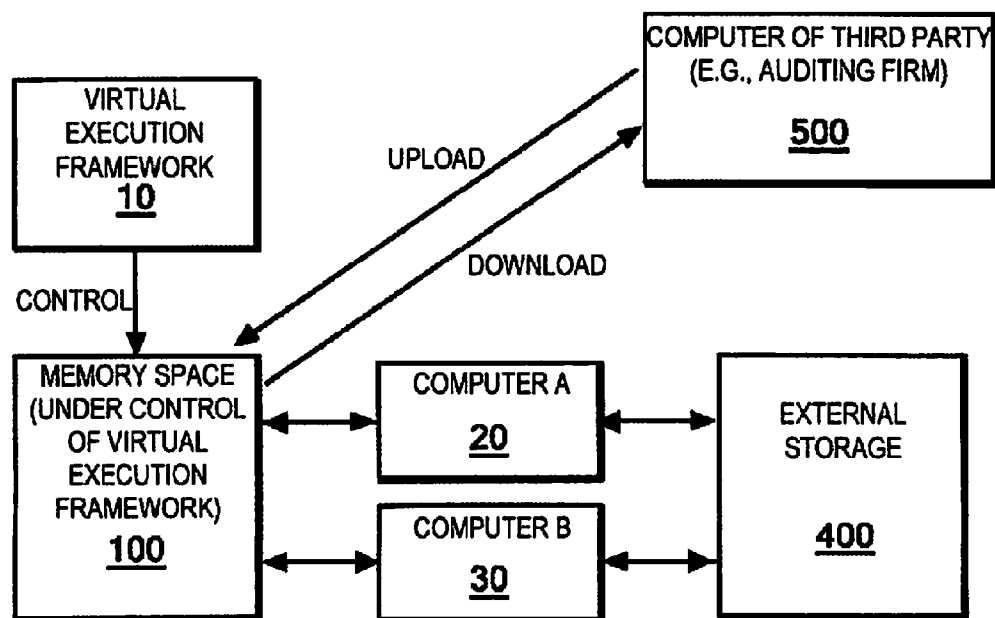 VIRTUAL
EXECUTION
FRAMEWORK
10
COMPUTER OF THIRD PARTY
(E.G., AUDITING FIRM)
500
UPLOAD
DOWNLOAD
CONTROL
MEMORY SPACE
(UNDER CONTROL
OF VIRTUAL
EXECUTION
FRAMEWORK)
100
COMPUTER A
20
COMPUTER B
30
EXTERNAL
STORAGE
400